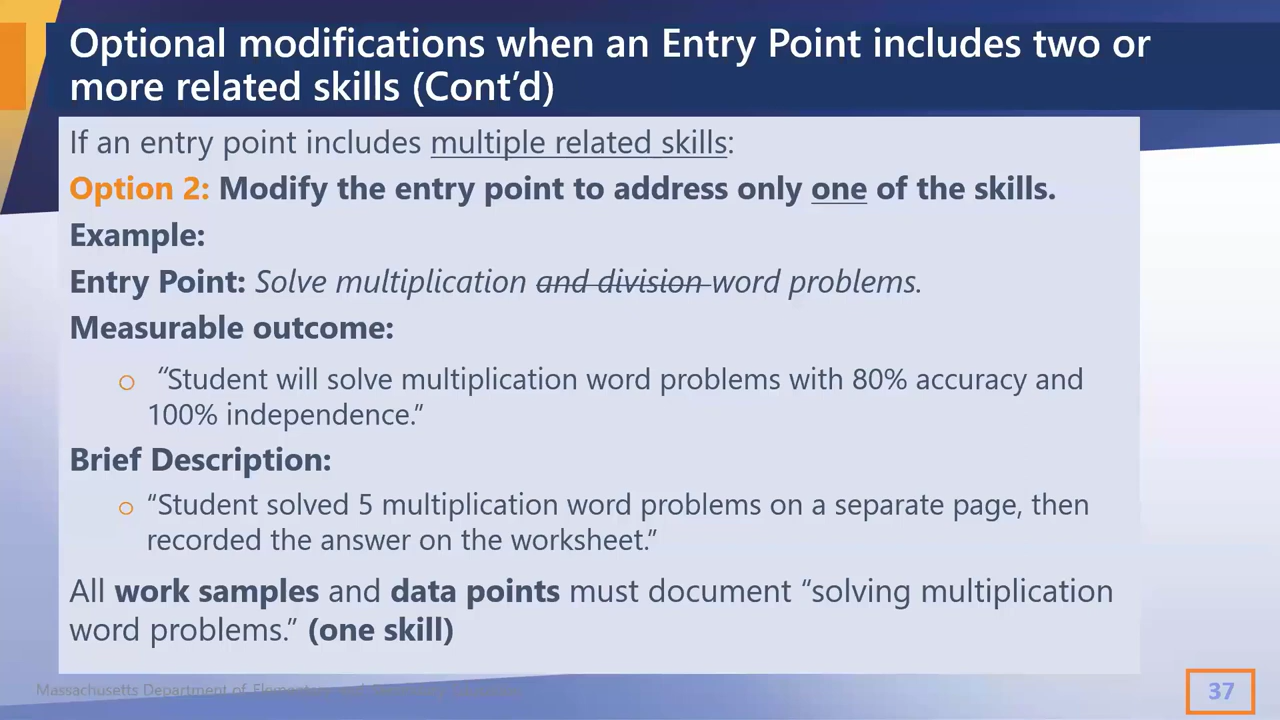 Optional modifications when an Entry Point includes two or
more related skills (Cont’d)
If an entry point includes multiple related skills:
Option 2: Modify the entry point to address only one of the skills.
Example:
Entry Point: Solve multiplication and division word problems.
Measurable outcome:
“Student will solve multiplication word problems with 80% accuracy and
100% independence.”
Brief Description:
“Student solved 5 multiplication word problems on a separate page, then
recorded the answer on the worksheet.”
All work samples and data points must document “solving multiplication
word problems.” (one skill)
Massachusetts Department of Elementary and Secondary
37